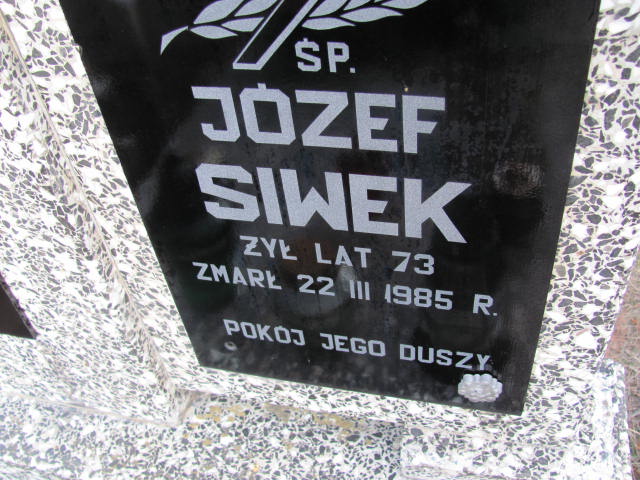 ŚP.
JÓZEF
SIWEK
ŻYŁ LAT 73
ZMARŁ 22 III 1985 R.
POKÓJ JEGO DUSZY